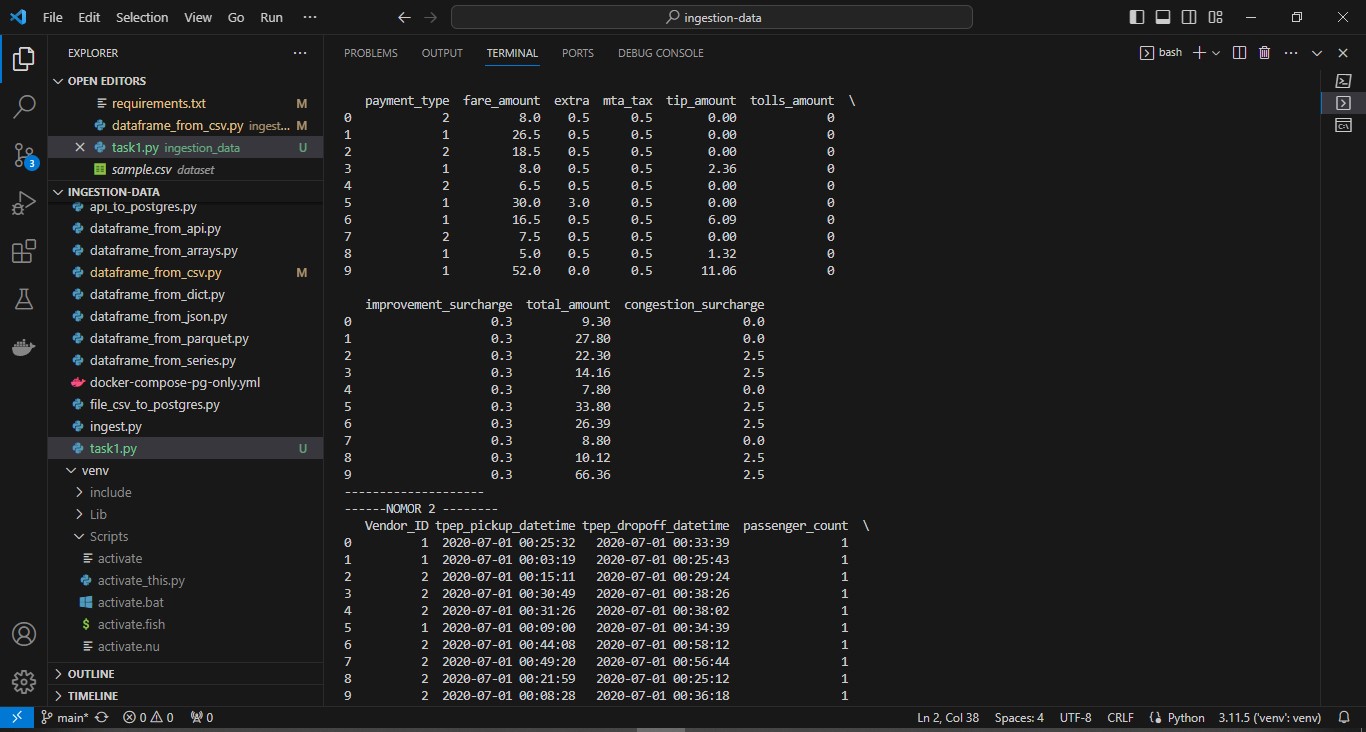 File Edit Selection View Go Run ···
ingestion-data
EXPLORER ···
OPEN EDITORS
requirements.txt M
dataframe_from_csv.py ingest... M
task1.py ingestion_data U
sample.csv dataset
INGESTION-DATA
api_to_postgres.py
dataframe_from_api.py
dataframe_from_arrays.py
dataframe_from_csv.py M
dataframe_from_dict.py
dataframe_from_json.py
dataframe_from_parquet.py
dataframe_from_series.py
docker-compose-pg-only.yml
file_csv_to_postgres.py
ingest.py
task1.py U
venv
include
Lib
Scripts
activate
activate_this.py
activate.bat
activate.fish
activate.nu
OUTLINE
TIMELINE
3
PROBLEMS OUTPUT TERMINAL PORTS DEBUG CONSOLE
bash
payment_type fare_amount extra mta_tax tip_amount tolls_amount \
0 2 8.0 0.5 0.5 0.00 0
1 1 26.5 0.5 0.5 0.00 0
2 2 18.5 0.5 0.5 0.00 0
3 1 8.0 0.5 0.5 2.36 0
4 2 6.5 0.5 0.5 0.00 0
5 1 30.0 3.0 0.5 0.00 0
6 1 16.5 0.5 0.5 6.09 0
7 2 7.5 0.5 0.5 0.00 0
8 1 5.0 0.5 0.5 1.32 0
9 1 52.0 0.0 0.5 11.06 0
improvement_surcharge total_amount congestion_surcharge
0 0.3 9.30 0.0
1 0.3 27.80 0.0
2 0.3 22.30 2.5
3 0.3 14.16 2.5
4 0.3 7.80 0.0
5 0.3 33.80 2.5
6 0.3 26.39 2.5
7 0.3 8.80 0.0
8 0.3 10.12 2.5
9 0.3 66.36 2.5
--------------------
------NOMOR 2 --------
Vendor_ID tpep_pickup_datetime tpep_dropoff_datetime passenger_count \
0 1 2020-07-01 00:25:32 2020-07-01 00:33:39 1
1 1 2020-07-01 00:03:19 2020-07-01 00:25:43 1
2 2 2020-07-01 00:15:11 2020-07-01 00:29:24 1
3 2 2020-07-01 00:30:49 2020-07-01 00:38:26 1
4 2 2020-07-01 00:31:26 2020-07-01 00:38:02 1
5 1 2020-07-01 00:09:00 2020-07-01 00:34:39 1
6 2 2020-07-01 00:44:08 2020-07-01 00:58:12 1
7 2 2020-07-01 00:49:20 2020-07-01 00:56:44 1
8 2 2020-07-01 00:21:59 2020-07-01 00:25:12 1
9 2 2020-07-01 00:08:28 2020-07-01 00:36:18 1
main* 0 0 0
Ln 2, Col 38 Spaces: 4 UTF-8 CRLF Python 3.11.5 ('venv': venv)